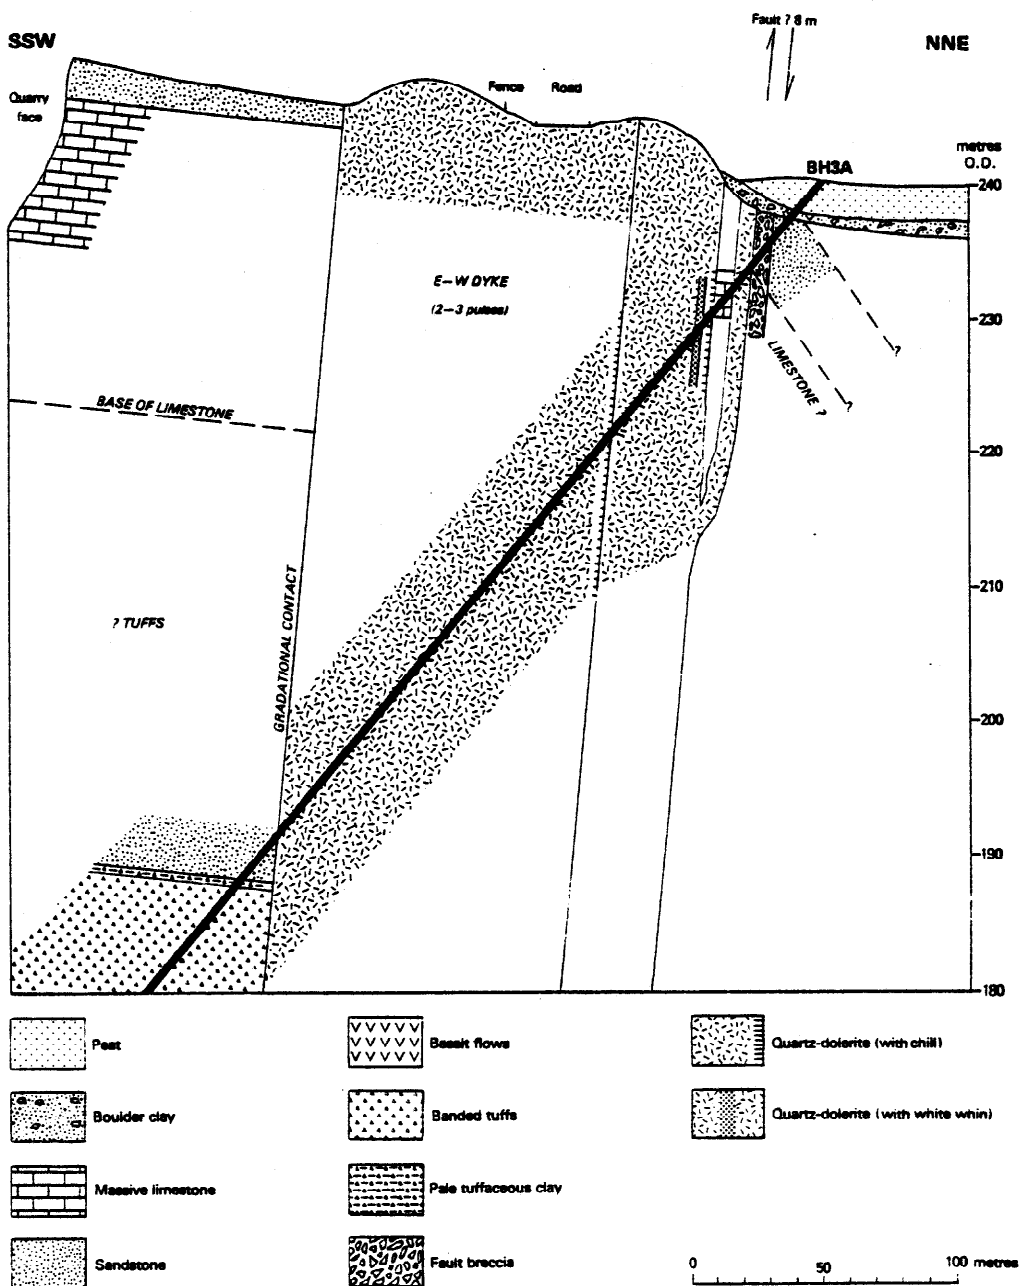 Fault ? 8 m
SSW
NNE
Quarry
face
Fence
Road
metres
O.D.
BH3A
240
E–W DYKE
(2–3 pulses)
230
LIMESTONE ?
?
?
BASE OF LIMESTONE
220
210
GRADATIONAL CONTACT
? TUFFS
200
190
180
Peat
Basalt flows
Quartz-dolerite (with chill)
Boulder clay
Banded tuffs
Quartz-dolerite (with white whin)
Massive limestone
Pale tuffaceous clay
Sandstone
Fault breccia
0
50
100 metres